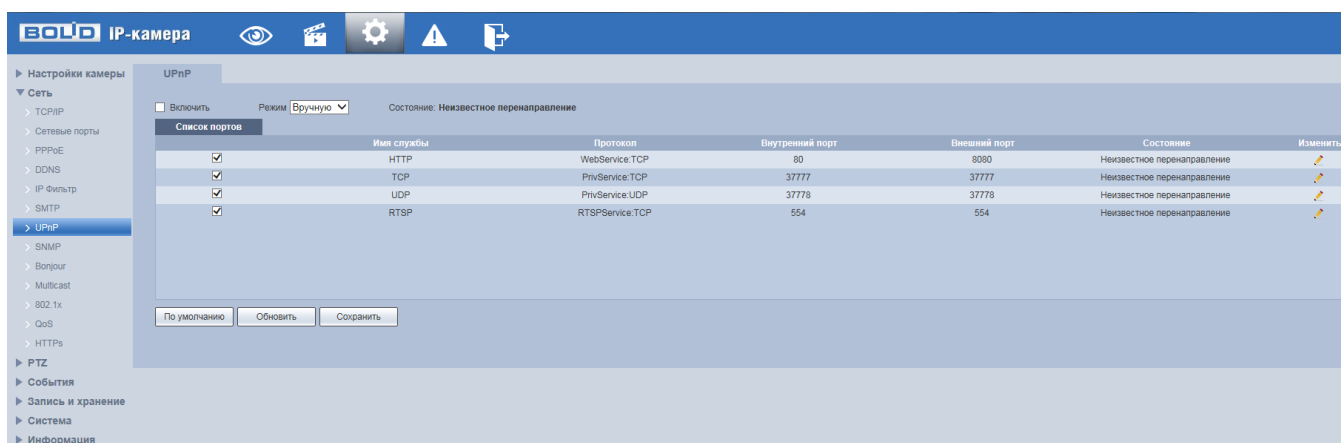 BOLID IP-камера
Настройки камеры
Сеть
TCP/IP
Сетевые порты
PPPoE
DDNS
IP Фильтр
SMTP
UPnP
SNMP
Bonjour
Multicast
802.1x
QoS
HTTPs
PTZ
События
Запись и хранение
Система
Информация
UPnP
Включить Режим Вручную Состояние: Неизвестное перенаправление
Список портов
Имя службы Протокол Внутренний порт Внешний порт Состояние Изменить
HTTP WebService:TCP 80 8080 Неизвестное перенаправление
TCP PrivService:TCP 37777 37777 Неизвестное перенаправление
UDP PrivService:UDP 37778 37778 Неизвестное перенаправление
RTSP RTSPService:TCP 554 554 Неизвестное перенаправление
По умолчанию Обновить Сохранить